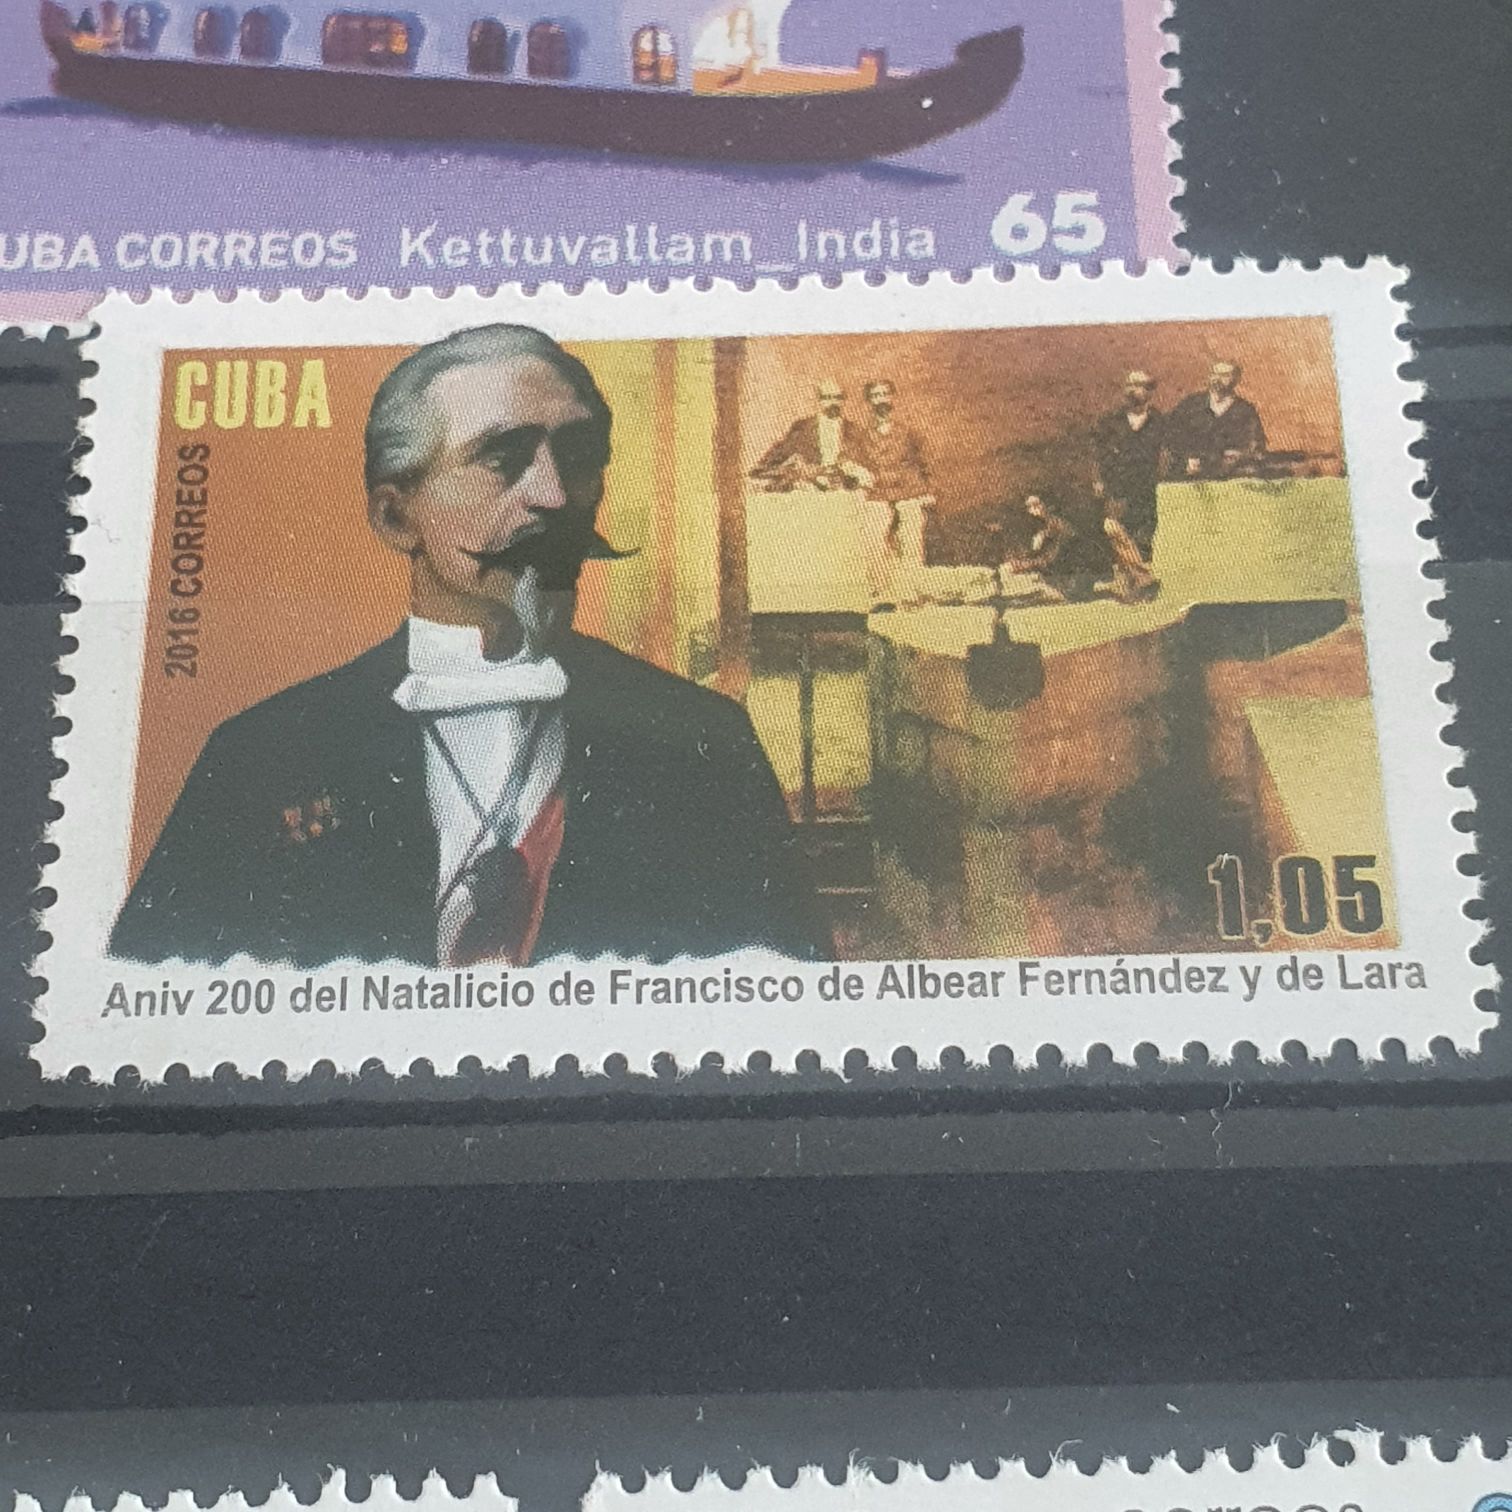 UBA CORREOS Kettuvallam_India 65
CUBA
2016 CORREOS
1,05
Aniv 200 del Natalicio de Francisco de Albear Fernández y de Lara